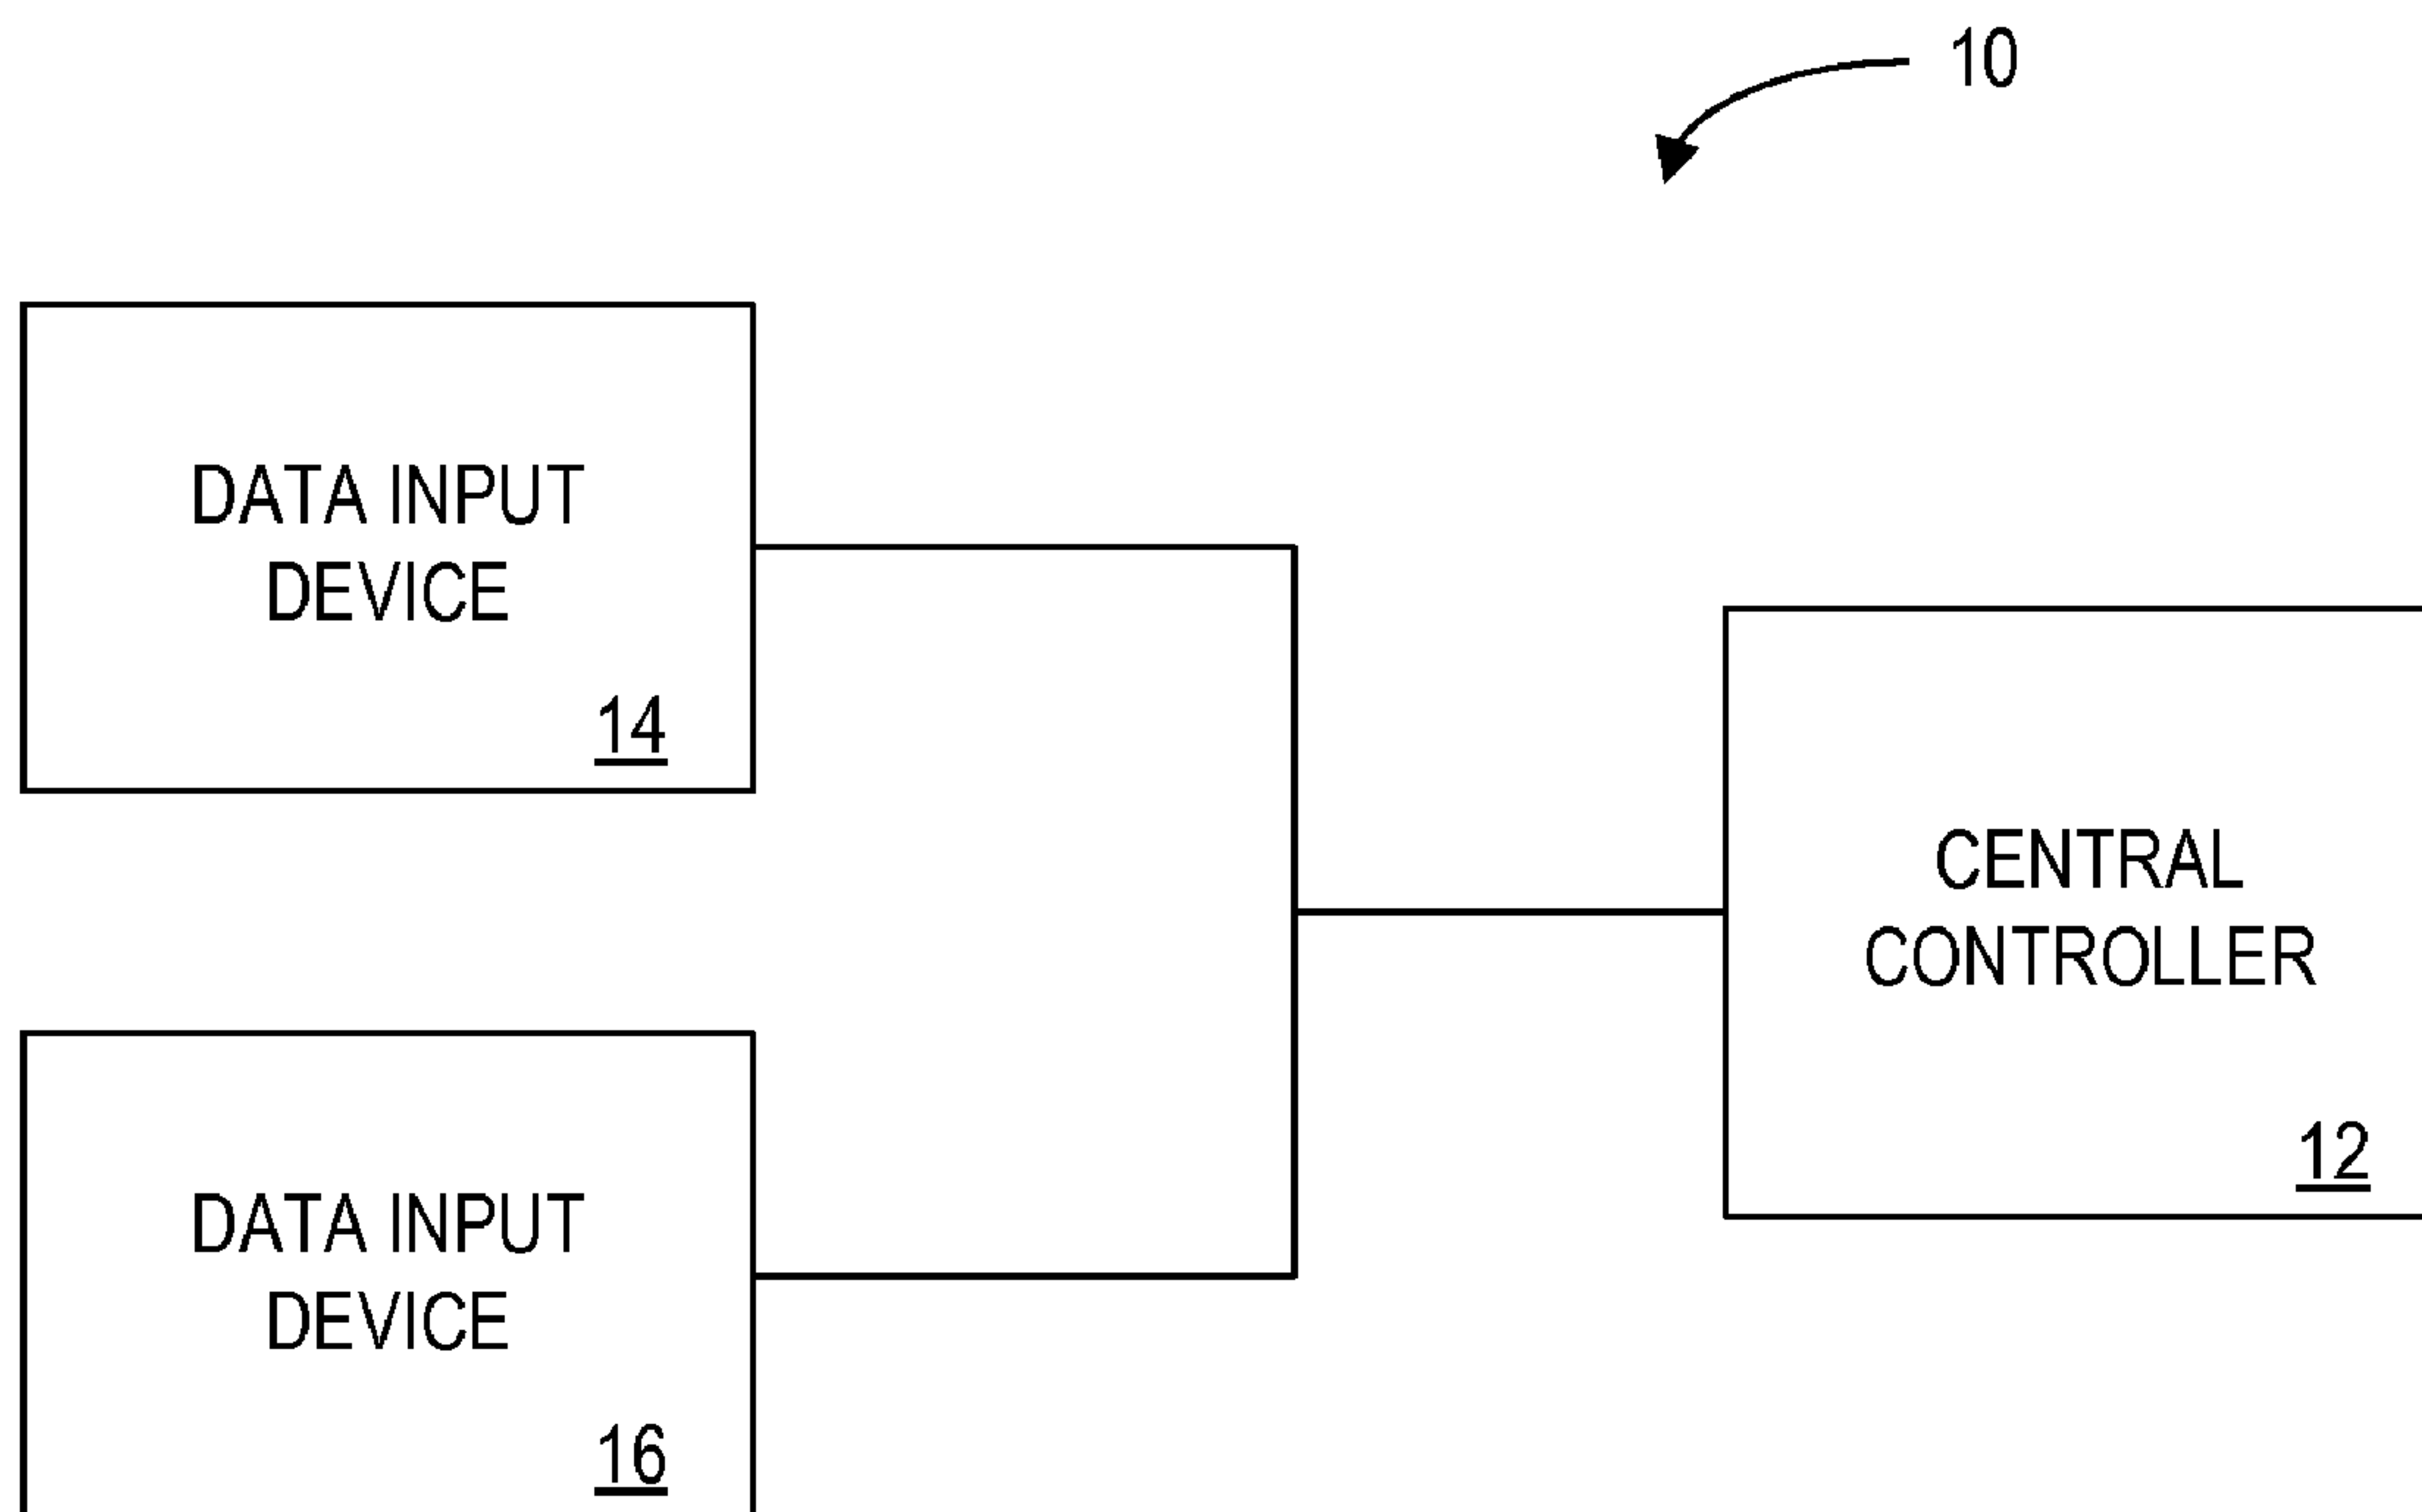 10
DATA INPUT
DEVICE
14
CENTRAL
CONTROLLER
12
DATA INPUT
DEVICE
16